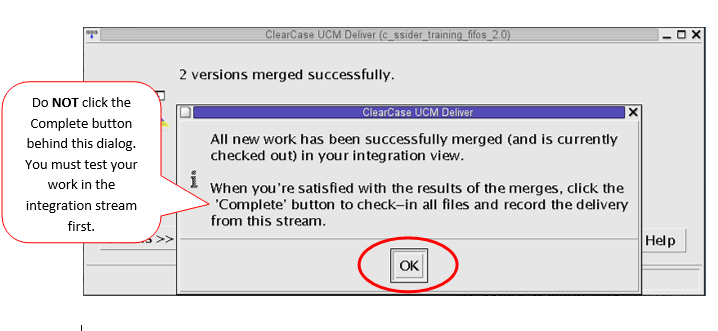 ClearCase UCM Deliver (c_ssider_training_fifos_2.0)
2 versions merged successfully.
Do NOT click the
Complete button
behind this dialog.
You must test your
work in the
integration stream
first.
ClearCase UCM Deliver
All new work has been successfully merged (and is currently
checked out) in your integration view.
When you're satisfied with the results of the merges, click the
'Complete' button to check-in all files and record the delivery
from this stream.
OK
>>
Help